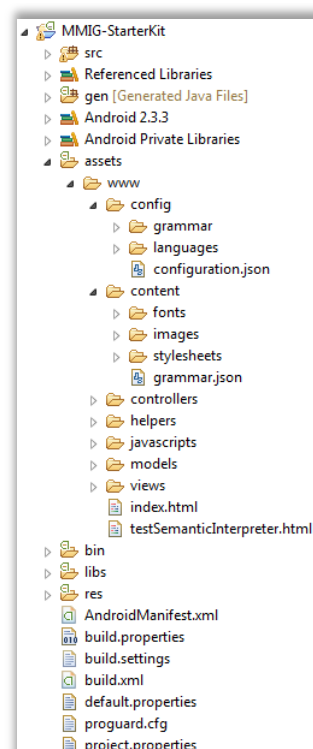 MMIG-StarterKit
src
Referenced Libraries
gen [Generated Java Files]
Android 2.3.3
Android Private Libraries
assets
www
config
grammar
languages
configuration.json
content
fonts
images
stylesheets
grammar.json
controllers
helpers
javascripts
models
views
index.html
testSemanticInterpreter.html
bin
libs
res
AndroidManifest.xml
build.properties
build.settings
build.xml
default.properties
proguard.cfg
project.properties